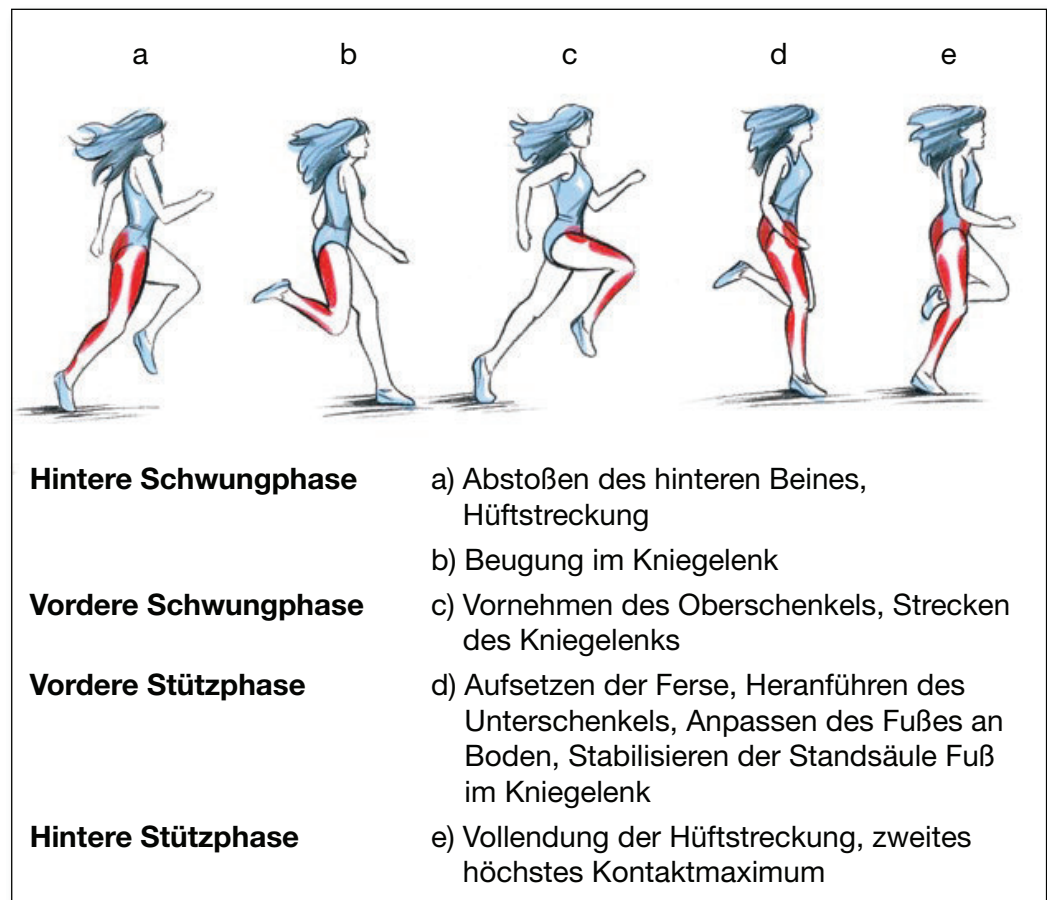 a b c d e
Hintere Schwungphase a) Abstoßen des hinteren Beines,
Hüftstreckung
b) Beugung im Kniegelenk
Vordere Schwungphase c) Vornehmen des Oberschenkels, Strecken
des Kniegelenks
Vordere Stützphase d) Aufsetzen der Ferse, Heranführen des
Unterschenkels, Anpassen des Fußes an
Boden, Stabilisieren der Standsäule Fuß
im Kniegelenk
Hintere Stützphase e) Vollendung der Hüftstreckung, zweites
höchstes Kontaktmaximum